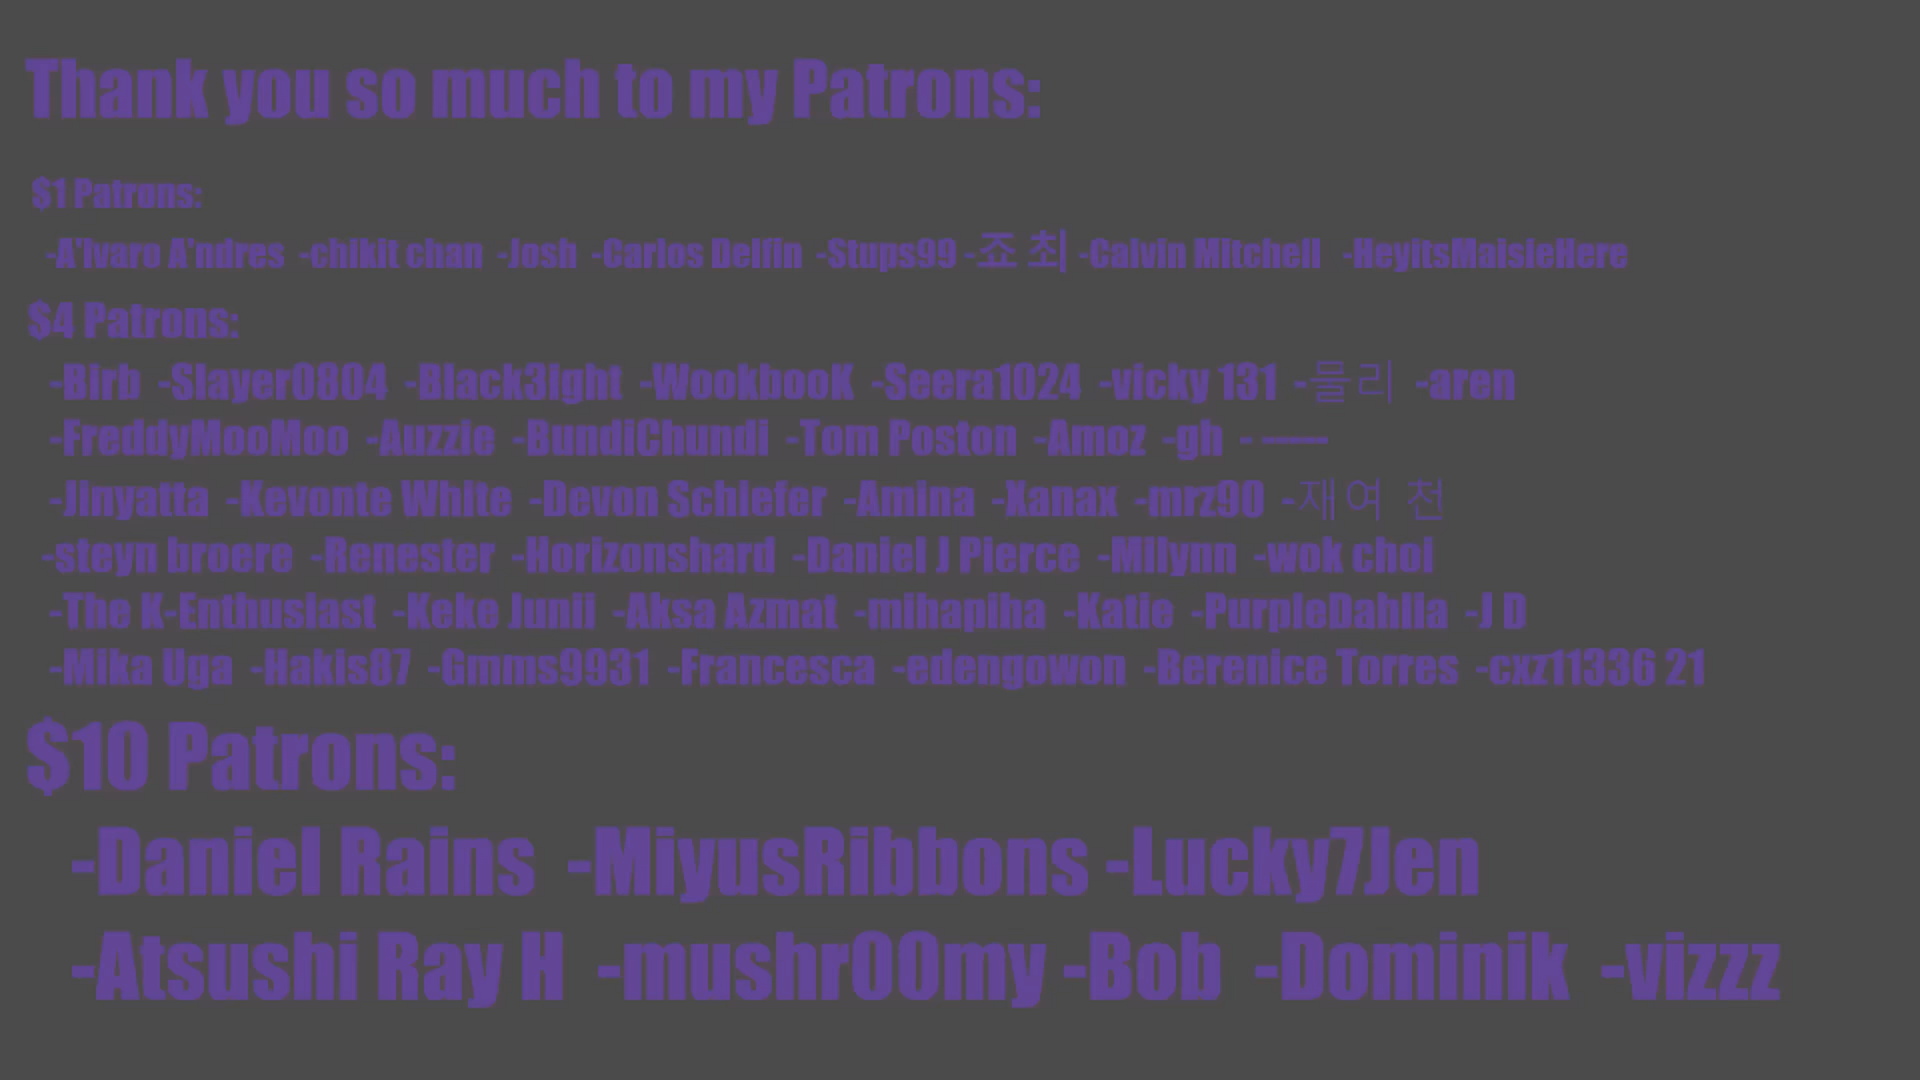 Thank you so much to my Patrons:
$1 Patrons:
-A'lvaro A'ndres -chikit chan -Josh -Carlos Delfin -Stups99 -죠 최 -Calvin Mitchell -HeyItsMaisieHere
$4 Patrons:
-Birb -Slayer0804 -Black3ight -WookbooK -Seera1024 -vicky 131 -들리 -aren
-FreddyMooMoo -Auzzie -BundiChundi -Tom Poston -Amoz -gh - ——
-Jinyatta -Kevonte White -Devon Schiefer -Amina -Xanax -mrz90 -재여 천
-steyn broere -Renester -Horizonshard -Daniel J Pierce -Milynn -wok choi
-The K-Enthusiast -Keke Junij -Aksa Azmat -mihapiha -Katie -PurpleDahlia -J D
-Mika Uga -Hakis07 -Gmms9931 -Francesca -edengowon -Berenice Torres -cxz11336 21
$10 Patrons:
-Daniel Rains -MiyusRibbons -Lucky7Jen
-Atsushi Ray H -mushr00my -Bob -Dominik -vizzz